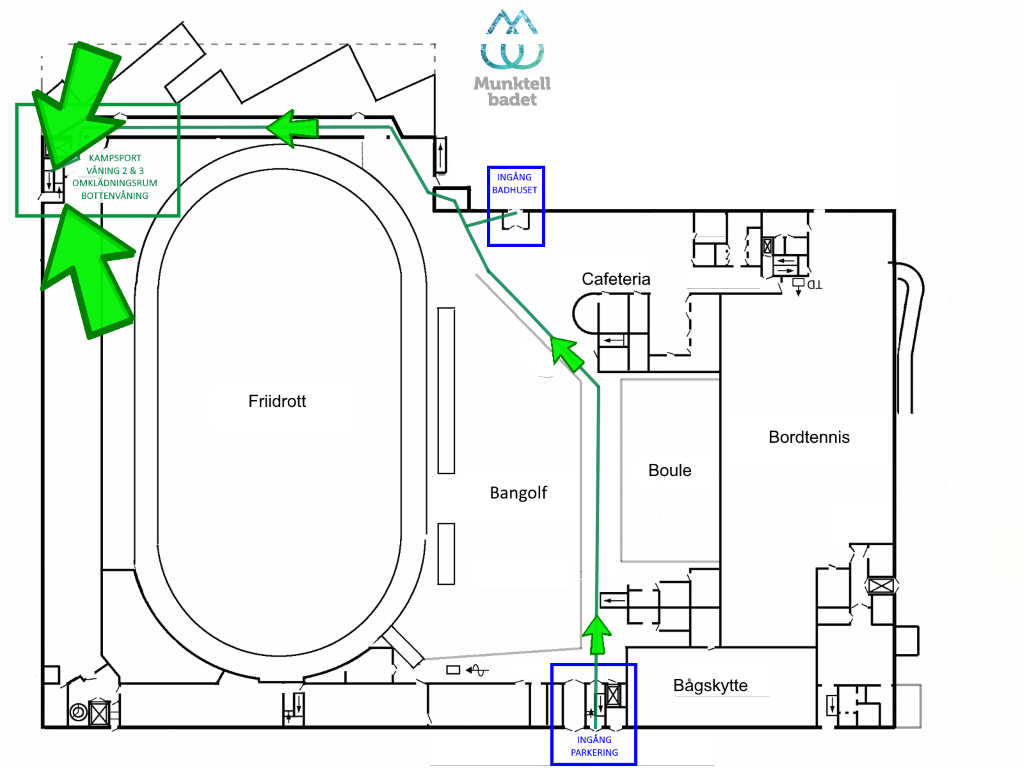 Munktell
badet
KAMPSPORT
VÅNING 2 & 3
OMKLÄDNINGSRUM
BOTTENVÅNING
INGÅNG
BADHUSET
Cafeteria
TD
Friidrott
Bordtennis
Boule
Bangolf
Bågskytte
INGÅNG
PARKERING